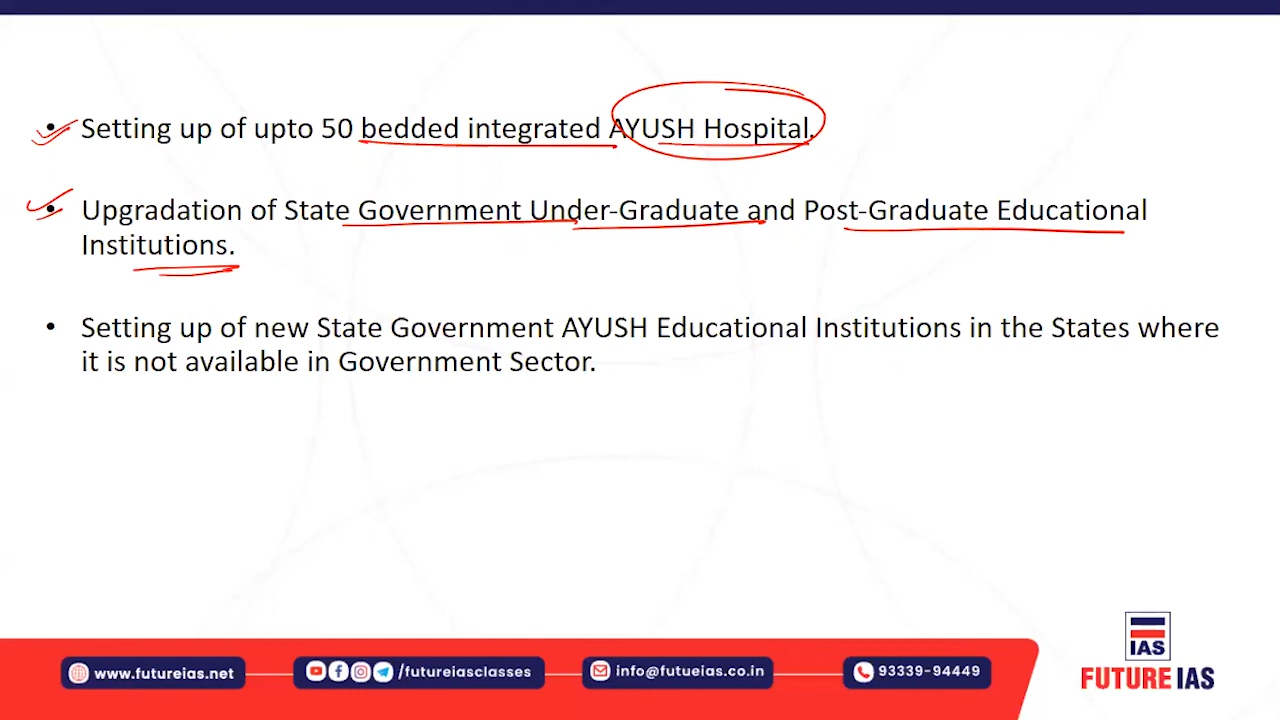 • Setting up of upto 50 bedded integrated AYUSH Hospital.
• Upgradation of State Government Under-Graduate and Post-Graduate Educational
Institutions.
• Setting up of new State Government AYUSH Educational Institutions in the States where
it is not available in Government Sector.
IAS
www.futureias.net
/futureiasclasses
info@futueias.co.in
93339-94449
FUTURE IAS